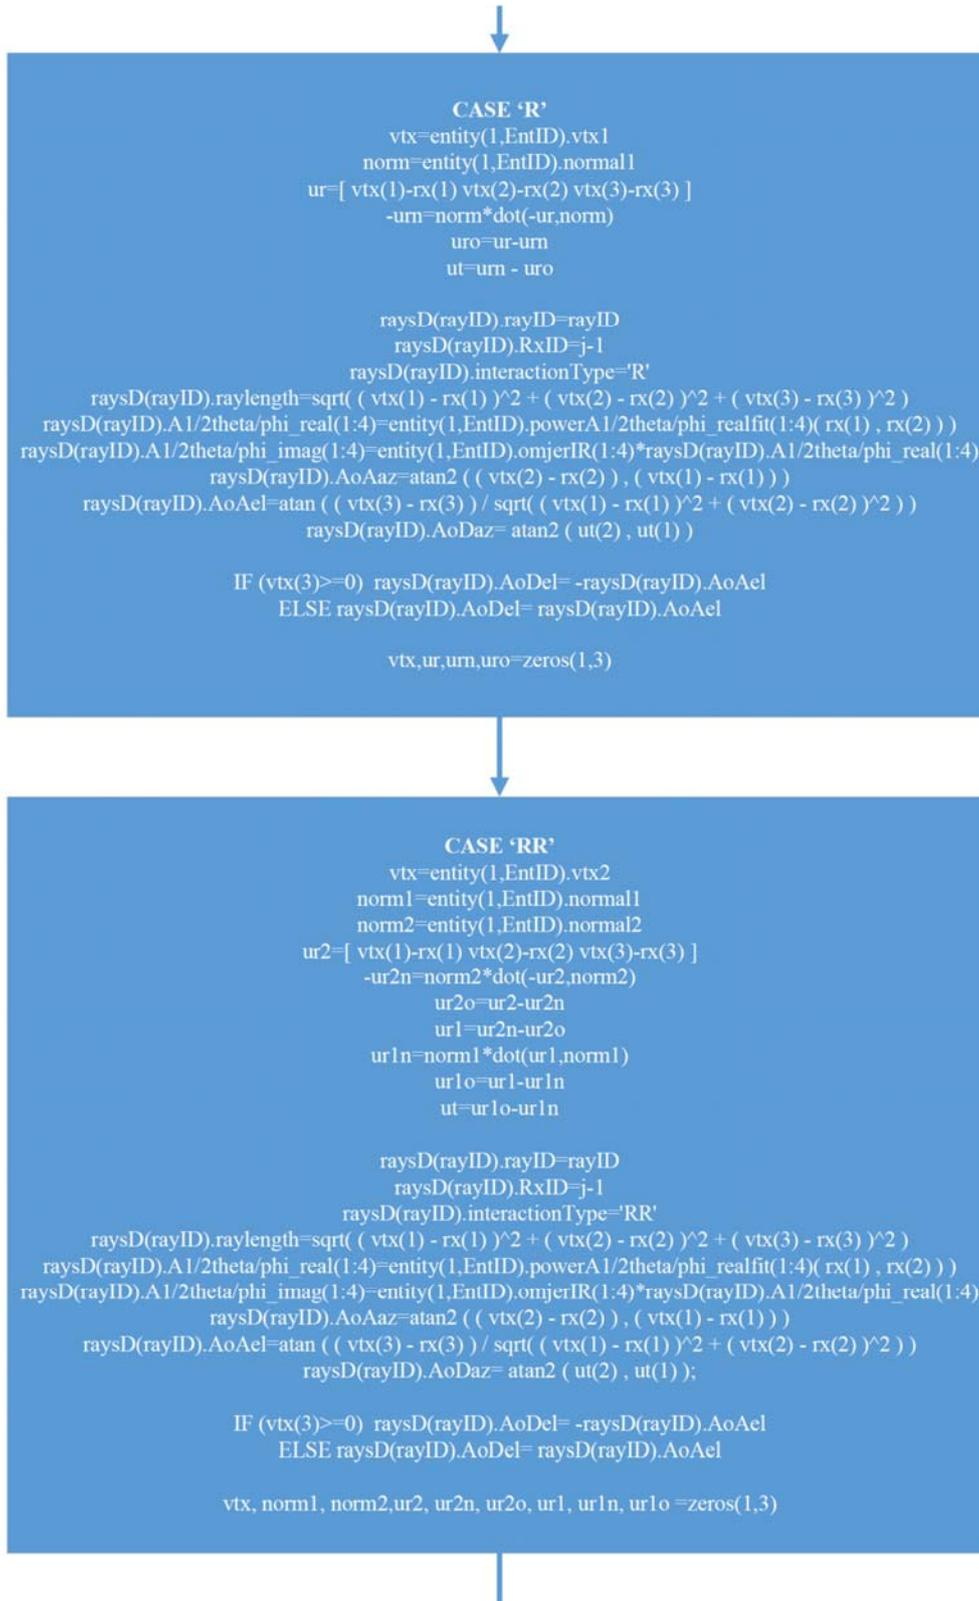 CASE ‘R’
vtx=entity(1,EntID).vtx1
norm=entity(1,EntID).normal1
ur=[ vtx(1)-rx(1) vtx(2)-rx(2) vtx(3)-rx(3) ]
-urn=norm*dot(-ur,norm)
uro=ur-urn
ut=urn - uro
raysD(rayID).rayID=rayID
raysD(rayID).RxID=j-1
raysD(rayID).interactionType='R'
raysD(rayID).raylength=sqrt( ( vtx(1) - rx(1) )^2 + ( vtx(2) - rx(2) )^2 + ( vtx(3) - rx(3) )^2 )
raysD(rayID).A1/2theta/phi_real(1:4)=entity(1,EntID).powerA1/2theta/phi_realfit(1:4)( rx(1) , rx(2) ) )
raysD(rayID).A1/2theta/phi_imag(1:4)=entity(1,EntID).omjerIR(1:4)*raysD(rayID).A1/2theta/phi_real(1:4)
raysD(rayID).AoAaz=atan2 ( ( vtx(2) - rx(2) ) , ( vtx(1) - rx(1) ) )
raysD(rayID).AoAel=atan ( ( vtx(3) - rx(3) ) / sqrt( ( vtx(1) - rx(1) )^2 + ( vtx(2) - rx(2) )^2 ) )
raysD(rayID).AoDaz= atan2 ( ut(2) , ut(1) )
IF (vtx(3)>=0) raysD(rayID).AoDel= -raysD(rayID).AoAel
ELSE raysD(rayID).AoDel= raysD(rayID).AoAel
vtx,ur,urn,uro=zeros(1,3)
CASE ‘RR’
vtx=entity(1,EntID).vtx2
norm1=entity(1,EntID).normal1
norm2=entity(1,EntID).normal2
ur2=[ vtx(1)-rx(1) vtx(2)-rx(2) vtx(3)-rx(3) ]
-ur2n=norm2*dot(-ur2,norm2)
ur2o=ur2-ur2n
ur1=ur2n-ur2o
ur1n=norm1*dot(ur1,norm1)
ur1o=ur1-ur1n
ut=ur1o-ur1n
raysD(rayID).rayID=rayID
raysD(rayID).RxID=j-1
raysD(rayID).interactionType='RR'
raysD(rayID).raylength=sqrt( ( vtx(1) - rx(1) )^2 + ( vtx(2) - rx(2) )^2 + ( vtx(3) - rx(3) )^2 )
raysD(rayID).A1/2theta/phi_real(1:4)=entity(1,EntID).powerA1/2theta/phi_realfit(1:4)( rx(1) , rx(2) ) )
raysD(rayID).A1/2theta/phi_imag(1:4)=entity(1,EntID).omjerIR(1:4)*raysD(rayID).A1/2theta/phi_real(1:4)
raysD(rayID).AoAaz=atan2 ( ( vtx(2) - rx(2) ) , ( vtx(1) - rx(1) ) )
raysD(rayID).AoAel=atan ( ( vtx(3) - rx(3) ) / sqrt( ( vtx(1) - rx(1) )^2 + ( vtx(2) - rx(2) )^2 ) )
raysD(rayID).AoDaz= atan2 ( ut(2) , ut(1) );
IF (vtx(3)>=0) raysD(rayID).AoDel= -raysD(rayID).AoAel
ELSE raysD(rayID).AoDel= raysD(rayID).AoAel
vtx, norm1, norm2,ur2, ur2n, ur2o, ur1, ur1n, ur1o =zeros(1,3)